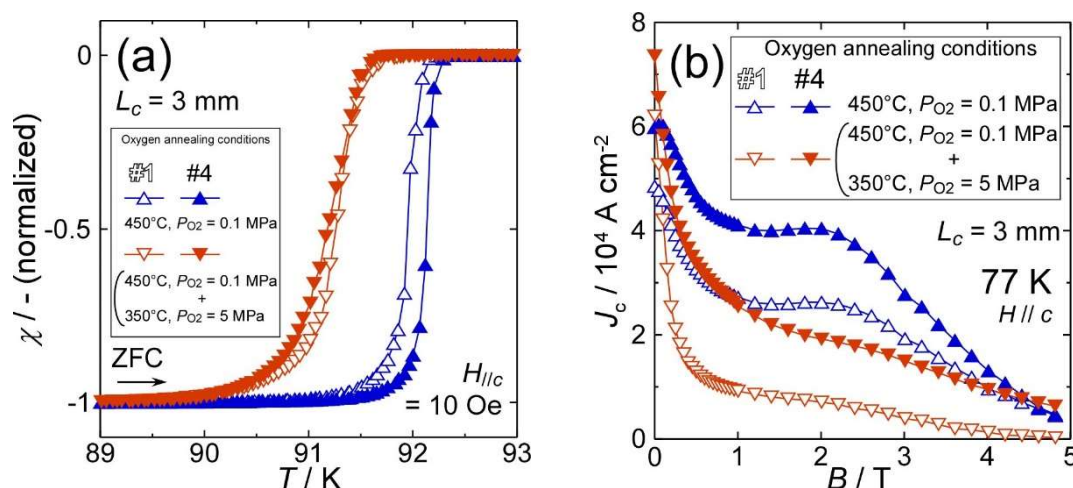 (a)
L_c = 3 mm
Oxygen annealing conditions
#1 #4
450°C, P_O2 = 0.1 MPa
450°C, P_O2 = 0.1 MPa
+
350°C, P_O2 = 5 MPa
ZFC
H_//c
= 10 Oe
χ / - (normalized)
0
-0.5
-1
89 90 91 92 93
T / K
(b)
Oxygen annealing conditions
#1 #4
450°C, P_O2 = 0.1 MPa
450°C, P_O2 = 0.1 MPa
+
350°C, P_O2 = 5 MPa
L_c = 3 mm
77 K
H // c
J_c / 10⁴ A cm⁻²
8
6
4
2
0
0 1 2 3 4 5
B / T